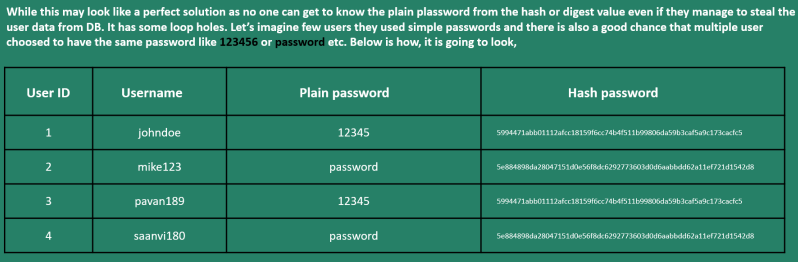 While this may look like a perfect solution as no one can get to know the plain plassword from the hash or digest value even if they manage to steal the
user data from DB. It has some loop holes. Let's imagine few users they used simple passwords and there is also a good chance that multiple user
choosed to have the same password like 123456 or password etc. Below is how, it is going to look,
User ID Username Plain password Hash password
1 johndoe 12345 5994471abb01112afcc18159f6cc74b4f511b99806da59b3caf5a9c173cacfc5
2 mike123 password 5e884898da28047151d0e56f8dc6292773603d0d6aabbdd62a11ef721d1542d8
3 pavan189 12345 5994471abb01112afcc18159f6cc74b4f511b99806da59b3caf5a9c173cacfc5
4 saanvi180 password 5e884898da28047151d0e56f8dc6292773603d0d6aabbdd62a11ef721d1542d8